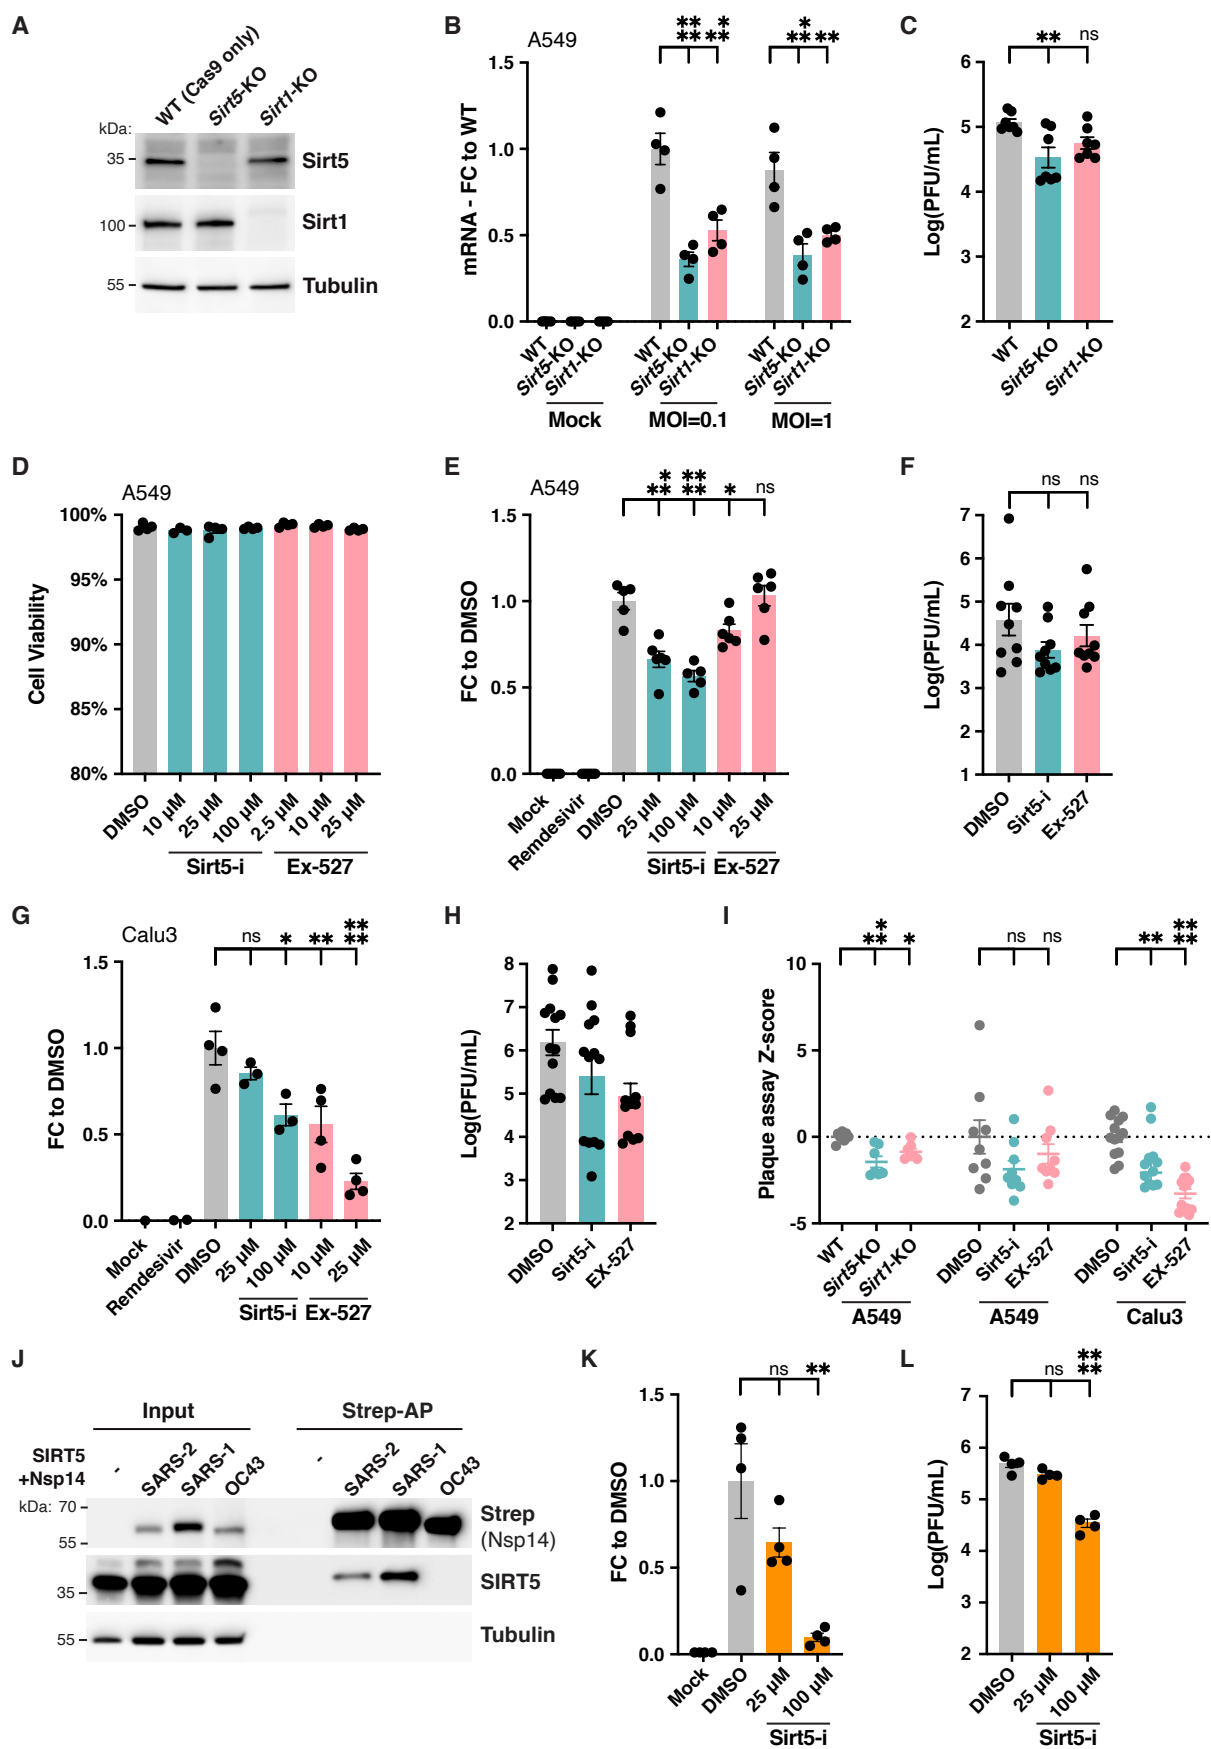 A
WT (Cas9 only)
Sirt5-KO
Sirt1-KO
kDa:
35
Sirt5
100
Sirt1
55
Tubulin
B
A549
** ** * **
* ** **
mRNA - FC to WT
1.5
1.0
0.5
0.0
WT Sirt5-KO Sirt1-KO WT Sirt5-KO Sirt1-KO WT Sirt5-KO Sirt1-KO
Mock MOI=0.1 MOI=1
C
** ns
Log(PFU/mL)
6
5
4
3
2
WT Sirt5-KO Sirt1-KO
D
A549
Cell Viability
100%
95%
90%
85%
80%
DMSO 10 µM 25 µM 100 µM 2.5 µM 10 µM 25 µM
Sirt5-i Ex-527
E
A549
* ** ** ** * ns
FC to DMSO
1.5
1.0
0.5
0.0
Mock Remdesivir DMSO 25 µM 100 µM 10 µM 25 µM
Sirt5-i Ex-527
F
ns ns
Log(PFU/mL)
7
6
5
4
3
2
1
DMSO Sirt5-i Ex-527
G
Calu3
ns * ** ** **
FC to DMSO
1.5
1.0
0.5
0.0
Mock Remdesivir DMSO 25 µM 100 µM 10 µM 25 µM
Sirt5-i Ex-527
H
Log(PFU/mL)
8
7
6
5
4
3
2
DMSO Sirt5-i EX-527
I
* ** *
ns ns
** ** **
Plaque assay Z-score
10
5
0
-5
WT Sirt5-KO Sirt1-KO DMSO Sirt5-i EX-527 DMSO Sirt5-i EX-527
A549 A549 Calu3
J
Input Strep-AP
SIRT5
+Nsp14
- SARS-2 SARS-1 OC43 - SARS-2 SARS-1 OC43
kDa: 70
55
Strep
(Nsp14)
35
SIRT5
55
Tubulin
K
ns **
FC to DMSO
1.5
1.0
0.5
0.0
Mock DMSO 25 µM 100 µM
Sirt5-i
L
ns ** **
Log(PFU/mL)
7
6
5
4
3
2
DMSO 25 µM 100 µM
Sirt5-i